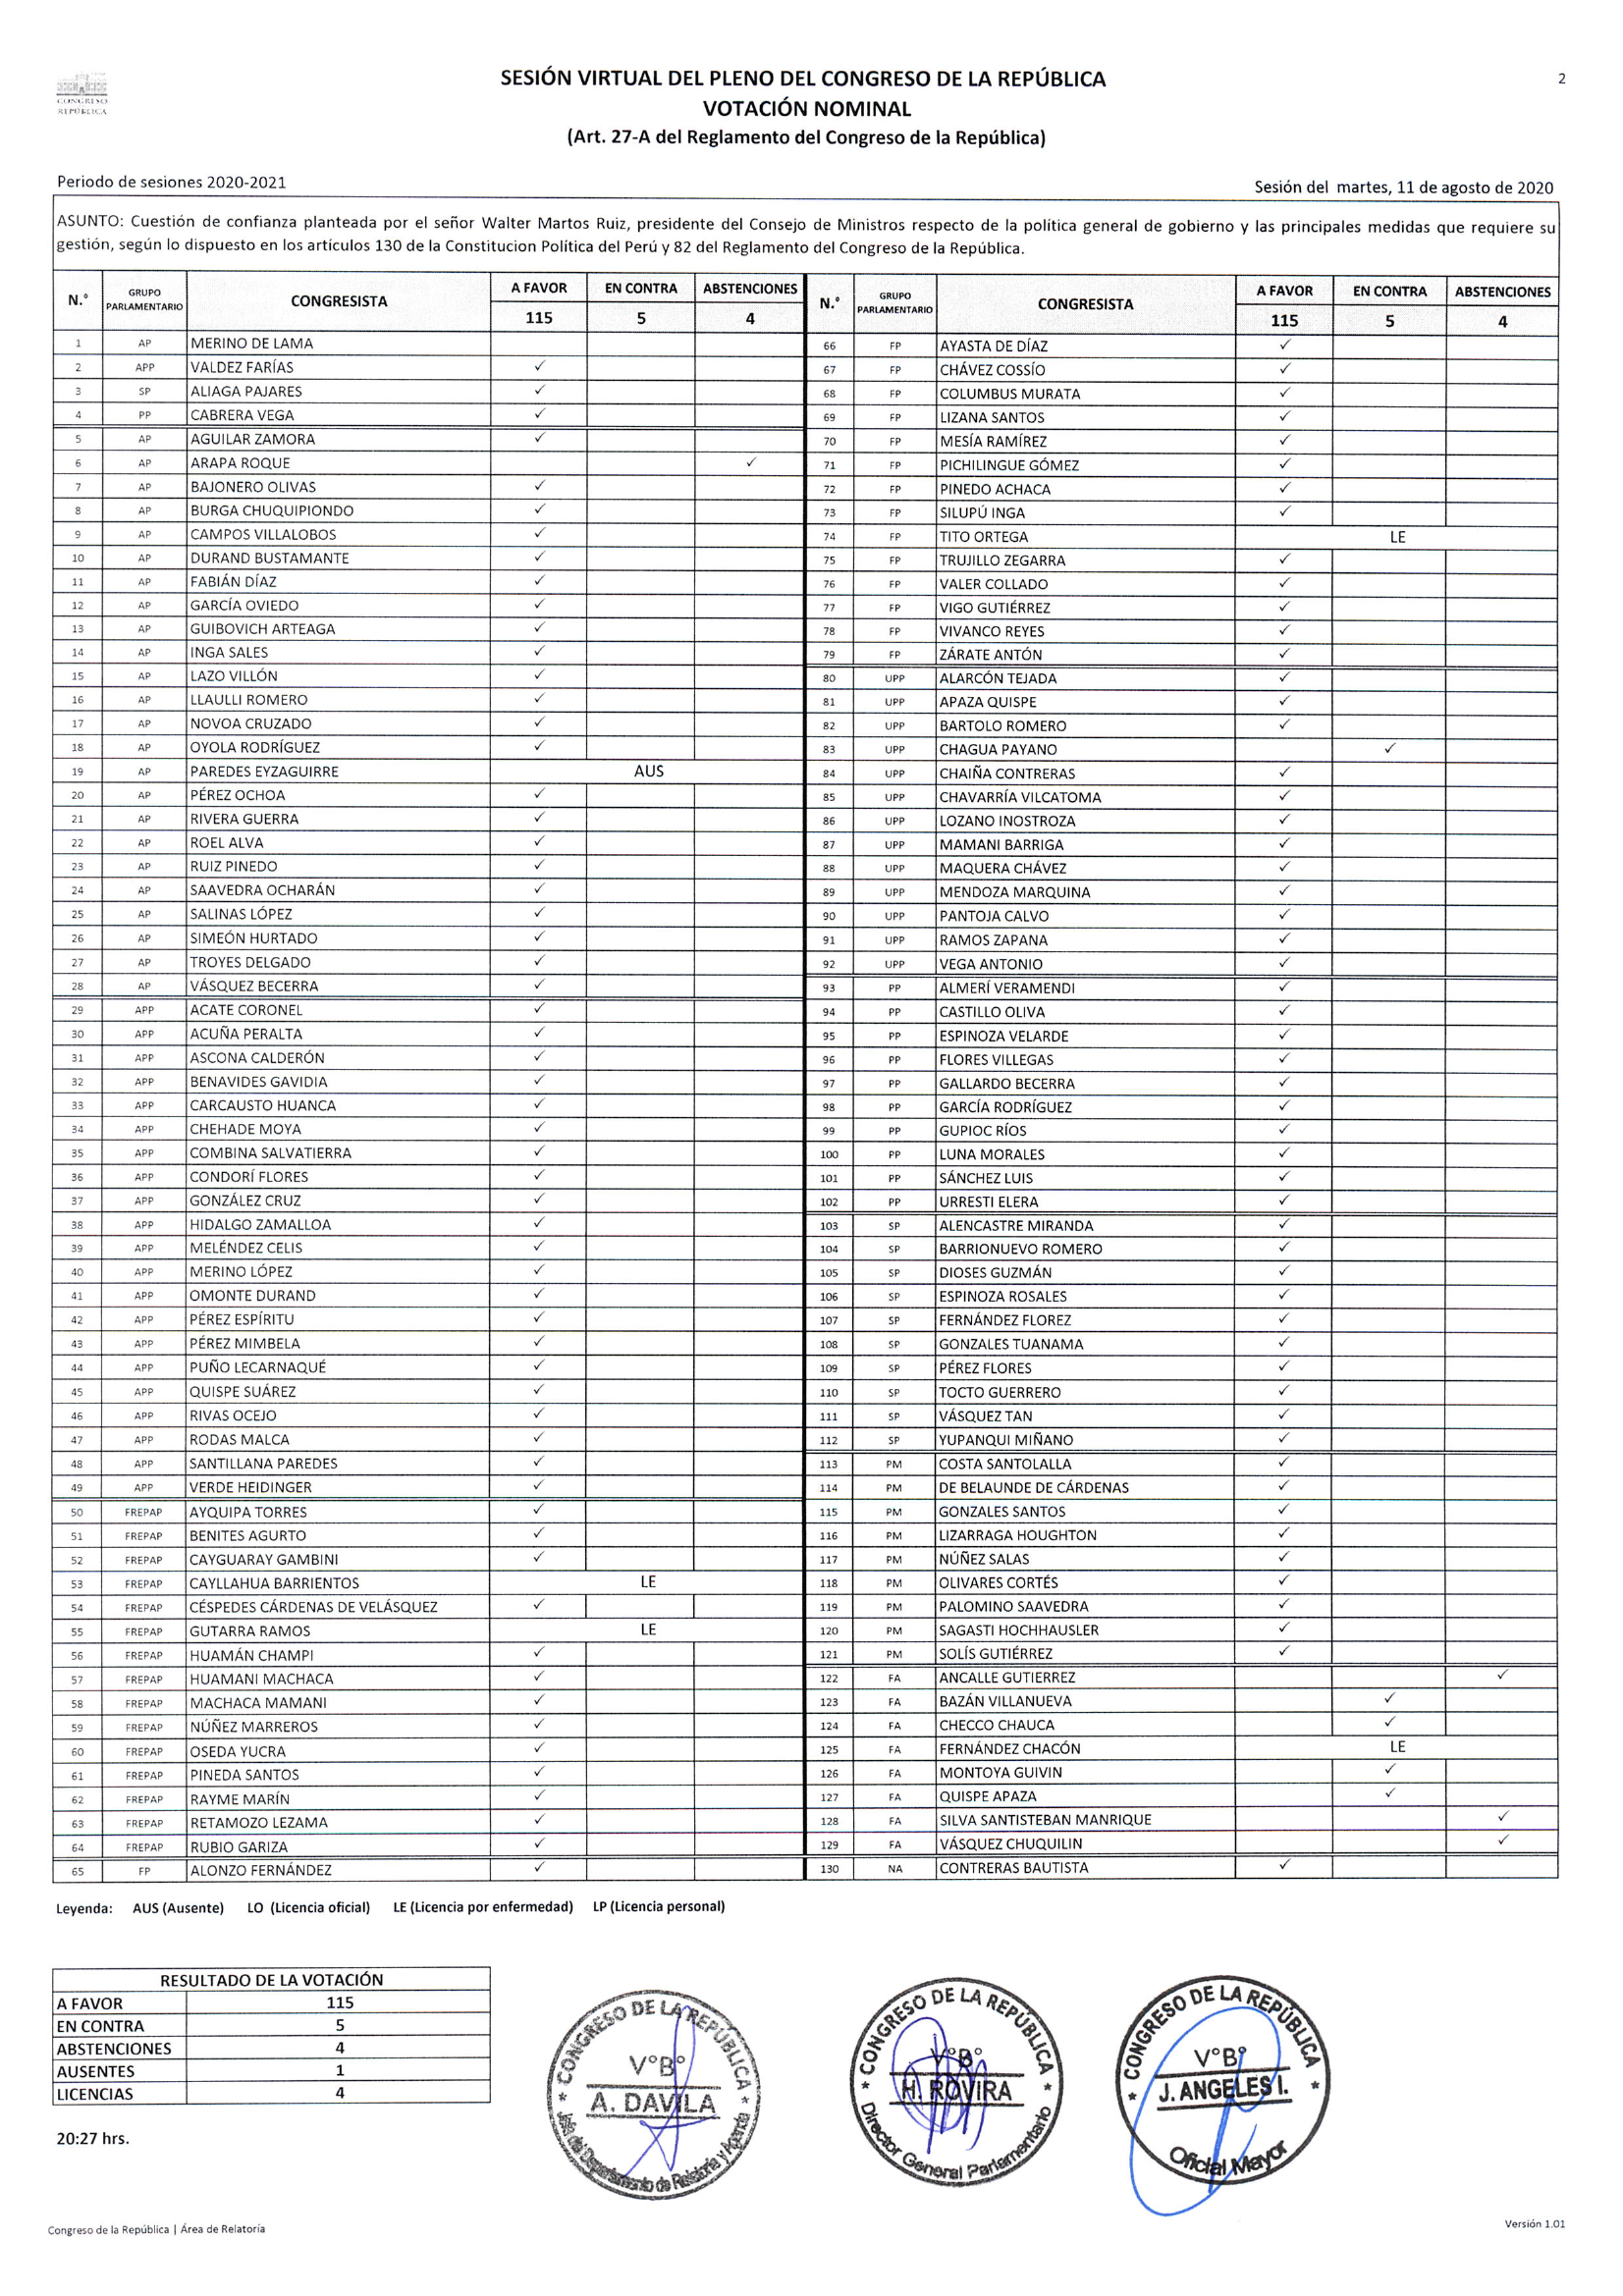 CONGRESO
REPÚBLICA
SESIÓN VIRTUAL DEL PLENO DEL CONGRESO DE LA REPÚBLICA
VOTACIÓN NOMINAL
(Art. 27-A del Reglamento del Congreso de la República)
2
Periodo de sesiones 2020-2021
Sesión del martes, 11 de agosto de 2020
ASUNTO: Cuestión de confianza planteada por el señor Walter Martos Ruiz, presidente del Consejo de Ministros respecto de la política general de gobierno y las principales medidas que requiere su
gestión, según lo dispuesto en los artículos 130 de la Constitucion Política del Perú y 82 del Reglamento del Congreso de la República.
N.° GRUPO PARLAMENTARIO CONGRESISTA A FAVOR EN CONTRA ABSTENCIONES
115 5 4
1 AP MERINO DE LAMA
2 APP VALDEZ FARÍAS ✓
3 SP ALIAGA PAJARES ✓
4 PP CABRERA VEGA ✓
5 AP AGUILAR ZAMORA ✓
6 AP ARAPA ROQUE ✓
7 AP BAJONERO OLIVAS ✓
8 AP BURGA CHUQUIPIONDO ✓
9 AP CAMPOS VILLALOBOS ✓
10 AP DURAND BUSTAMANTE ✓
11 AP FABIÁN DÍAZ ✓
12 AP GARCÍA OVIEDO ✓
13 AP GUIBOVICH ARTEAGA ✓
14 AP INGA SALES ✓
15 AP LAZO VILLÓN ✓
16 AP LLAULLI ROMERO ✓
17 AP NOVOA CRUZADO ✓
18 AP OYOLA RODRÍGUEZ ✓
19 AP PAREDES EYZAGUIRRE AUS
20 AP PÉREZ OCHOA ✓
21 AP RIVERA GUERRA ✓
22 AP ROEL ALVA ✓
23 AP RUIZ PINEDO ✓
24 AP SAAVEDRA OCHARÁN ✓
25 AP SALINAS LÓPEZ ✓
26 AP SIMEÓN HURTADO ✓
27 AP TROYES DELGADO ✓
28 AP VÁSQUEZ BECERRA ✓
29 APP ACATE CORONEL ✓
30 APP ACUÑA PERALTA ✓
31 APP ASCONA CALDERÓN ✓
32 APP BENAVIDES GAVIDIA ✓
33 APP CARCAUSTO HUANCA ✓
34 APP CHEHADE MOYA ✓
35 APP COMBINA SALVATIERRA ✓
36 APP CONDORÍ FLORES ✓
37 APP GONZÁLEZ CRUZ ✓
38 APP HIDALGO ZAMALLOA ✓
39 APP MELÉNDEZ CELIS ✓
40 APP MERINO LÓPEZ ✓
41 APP OMONTE DURAND ✓
42 APP PÉREZ ESPÍRITU ✓
43 APP PÉREZ MIMBELA ✓
44 APP PUÑO LECARNAQUÉ ✓
45 APP QUISPE SUÁREZ ✓
46 APP RIVAS OCEJO ✓
47 APP RODAS MALCA ✓
48 APP SANTILLANA PAREDES ✓
49 APP VERDE HEIDINGER ✓
50 FREPAP AYQUIPA TORRES ✓
51 FREPAP BENITES AGURTO ✓
52 FREPAP CAYGUARAY GAMBINI ✓
53 FREPAP CAYLLAHUA BARRIENTOS LE
54 FREPAP CÉSPEDES CÁRDENAS DE VELÁSQUEZ ✓
55 FREPAP GUTARRA RAMOS LE
56 FREPAP HUAMÁN CHAMPI ✓
57 FREPAP HUAMANI MACHACA ✓
58 FREPAP MACHACA MAMANI ✓
59 FREPAP NÚÑEZ MARREROS ✓
60 FREPAP OSEDA YUCRA ✓
61 FREPAP PINEDA SANTOS ✓
62 FREPAP RAYME MARÍN ✓
63 FREPAP RETAMOZO LEZAMA ✓
64 FREPAP RUBIO GARIZA ✓
65 FP ALONZO FERNÁNDEZ ✓
N.° GRUPO PARLAMENTARIO CONGRESISTA A FAVOR EN CONTRA ABSTENCIONES
115 5 4
66 FP AYASTA DE DÍAZ ✓
67 FP CHÁVEZ COSSÍO ✓
68 FP COLUMBUS MURATA ✓
69 FP LIZANA SANTOS ✓
70 FP MESÍA RAMÍREZ ✓
71 FP PICHILINGUE GÓMEZ ✓
72 FP PINEDO ACHACA ✓
73 FP SILUPÚ INGA ✓
74 FP TITO ORTEGA LE
75 FP TRUJILLO ZEGARRA ✓
76 FP VALER COLLADO ✓
77 FP VIGO GUTIÉRREZ ✓
78 FP VIVANCO REYES ✓
79 FP ZÁRATE ANTÓN ✓
80 UPP ALARCÓN TEJADA ✓
81 UPP APAZA QUISPE ✓
82 UPP BARTOLO ROMERO ✓
83 UPP CHAGUA PAYANO ✓
84 UPP CHAIÑA CONTRERAS ✓
85 UPP CHAVARRÍA VILCATOMA ✓
86 UPP LOZANO INOSTROZA ✓
87 UPP MAMANI BARRIGA ✓
88 UPP MAQUERA CHÁVEZ ✓
89 UPP MENDOZA MARQUINA ✓
90 UPP PANTOJA CALVO ✓
91 UPP RAMOS ZAPANA ✓
92 UPP VEGA ANTONIO ✓
93 PP ALMERÍ VERAMENDI ✓
94 PP CASTILLO OLIVA ✓
95 PP ESPINOZA VELARDE ✓
96 PP FLORES VILLEGAS ✓
97 PP GALLARDO BECERRA ✓
98 PP GARCÍA RODRÍGUEZ ✓
99 PP GUPIOC RÍOS ✓
100 PP LUNA MORALES ✓
101 PP SÁNCHEZ LUIS ✓
102 PP URRESTI ELERA ✓
103 SP ALENCASTRE MIRANDA ✓
104 SP BARRIONUEVO ROMERO ✓
105 SP DIOSES GUZMÁN ✓
106 SP ESPINOZA ROSALES ✓
107 SP FERNÁNDEZ FLOREZ ✓
108 SP GONZALES TUANAMA ✓
109 SP PÉREZ FLORES ✓
110 SP TOCTO GUERRERO ✓
111 SP VÁSQUEZ TAN ✓
112 SP YUPANQUI MIÑANO ✓
113 PM COSTA SANTOLALLA ✓
114 PM DE BELAUNDE DE CÁRDENAS ✓
115 PM GONZALES SANTOS ✓
116 PM LIZARRAGA HOUGHTON ✓
117 PM NÚÑEZ SALAS ✓
118 PM OLIVARES CORTÉS ✓
119 PM PALOMINO SAAVEDRA ✓
120 PM SAGASTI HOCHHAUSLER ✓
121 PM SOLÍS GUTIÉRREZ ✓
122 FA ANCALLE GUTIERREZ ✓
123 FA BAZÁN VILLANUEVA ✓
124 FA CHECCO CHAUCA ✓
125 FA FERNÁNDEZ CHACÓN LE
126 FA MONTOYA GUIVIN ✓
127 FA QUISPE APAZA ✓
128 FA SILVA SANTISTEBAN MANRIQUE ✓
129 FA VÁSQUEZ CHUQUILIN ✓
130 NA CONTRERAS BAUTISTA ✓
Leyenda: AUS (Ausente) LO (Licencia oficial) LE (Licencia por enfermedad) LP (Licencia personal)
RESULTADO DE LA VOTACIÓN
A FAVOR 115
EN CONTRA 5
ABSTENCIONES 4
AUSENTES 1
LICENCIAS 4
20:27 hrs.
* CONGRESO DE LA REPÚBLICA *
V°B°
A. DAVILA
Jefa del Departamento de Relatoría y Agenda
* CONGRESO DE LA REPÚBLICA *
V°B°
H. ROVIRA
Director General Parlamentario
* CONGRESO DE LA REPÚBLICA *
V°B°
J. ANGELES I.
Oficial Mayor
Congreso de la República | Área de Relatoría
Versión 1.01